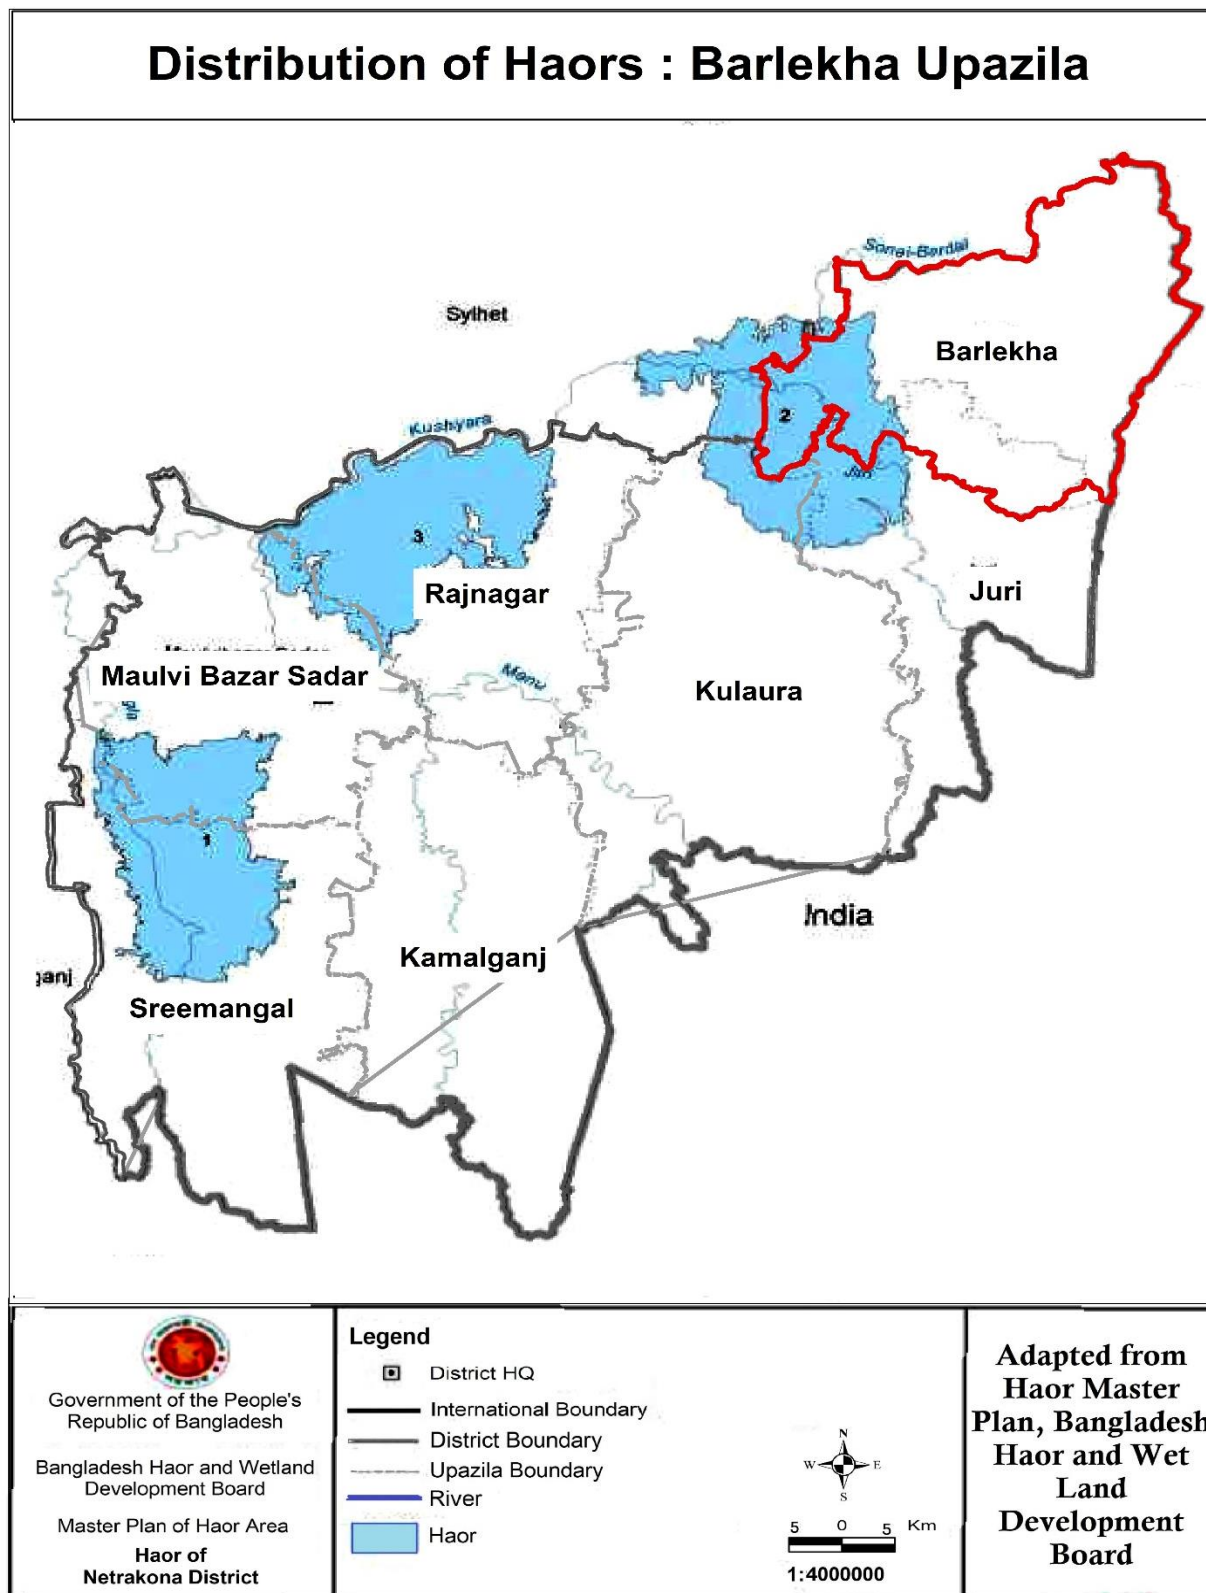 Distribution of Haors : Barlekha Upazila
Sonai-Bardal
Sylhet
Barlekha
2
Kushyara
3
Rajnagar
Juri
Juri
Maulvi Bazar Sadar
Manu
Kulaura
1
India
Kamalganj
ganj
Sreemangal
Government of the People's
Republic of Bangladesh
Bangladesh Haor and Wetland
Development Board
Master Plan of Haor Area
Haor of
Netrakona District
Legend
District HQ
International Boundary
District Boundary
Upazila Boundary
River
Haor
N
W E
S
5 0 5 Km
1:4000000
Adapted from
Haor Master
Plan, Bangladesh
Haor and Wet
Land
Development
Board